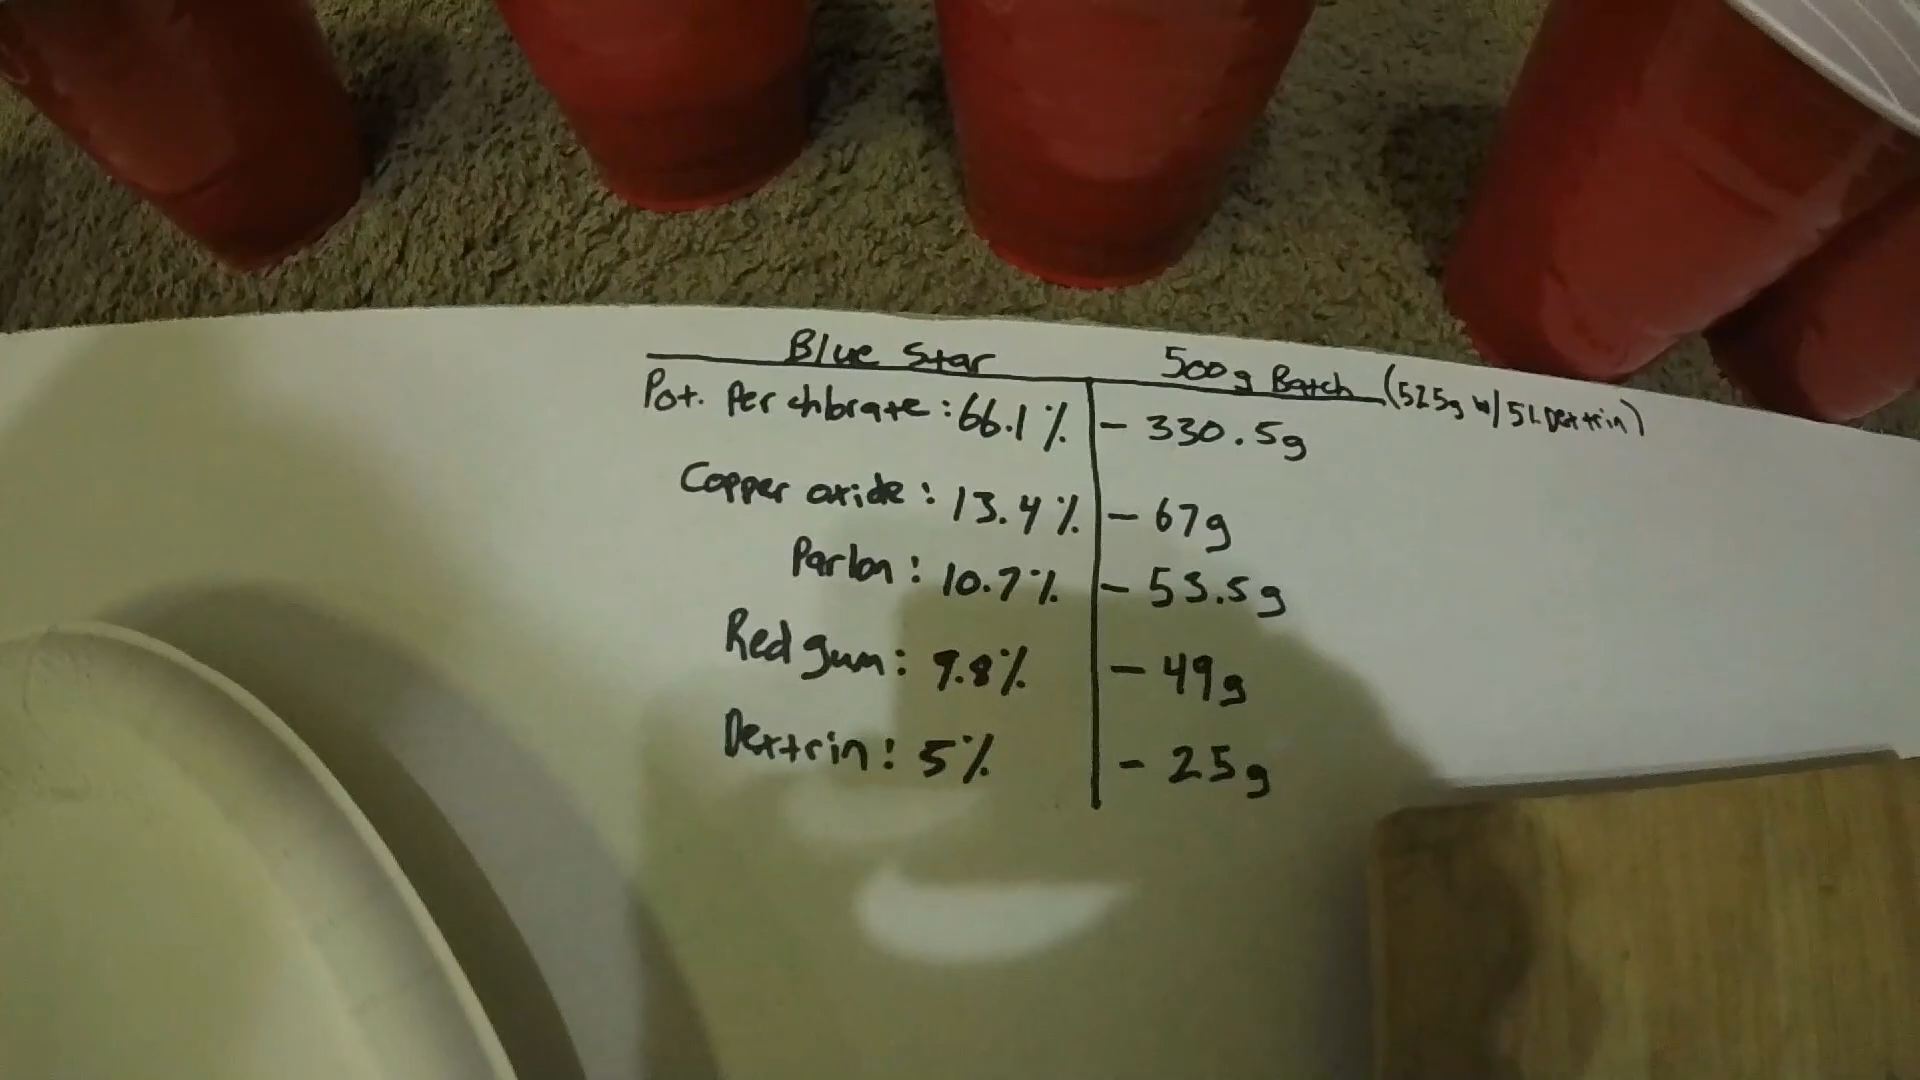 Blue Star 500g Batch (525g w/ 5% Dextrin)
Pot. Perchlorate: 66.1% - 330.5g
Copper oxide: 13.4% - 67g
Parlon: 10.7% - 53.5g
Red gum: 9.8% - 49g
Dextrin: 5% - 25g